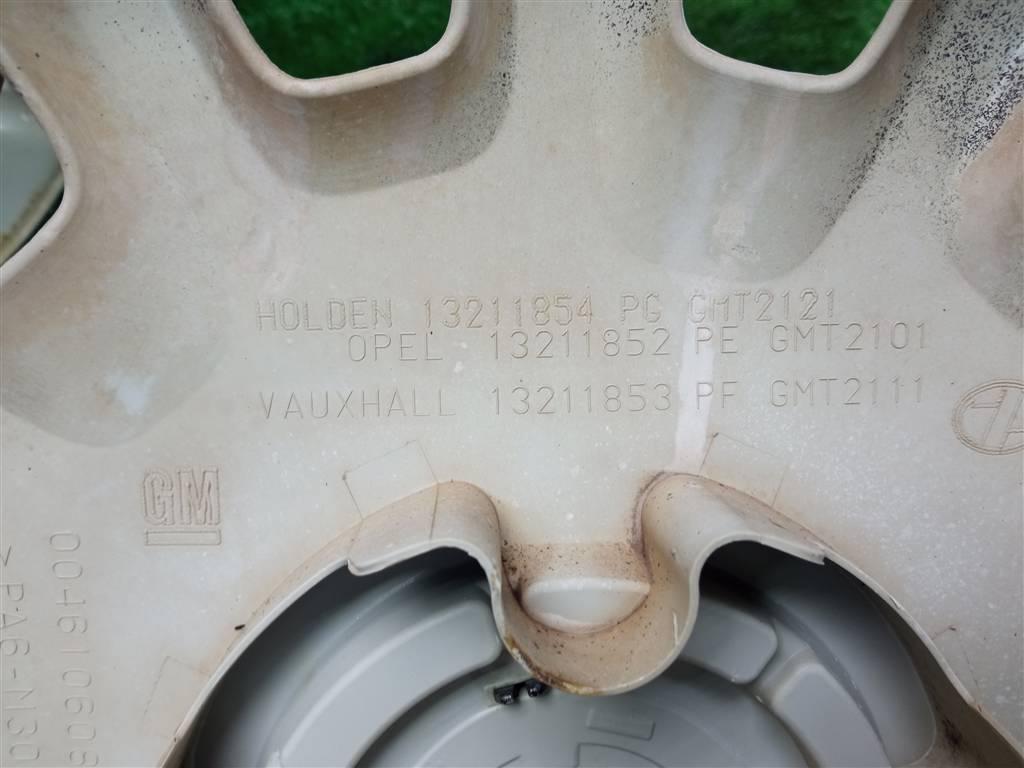 HOLDEN 13211854 PG GMT2121
OPEL 13211852 PE GMT2101
VAUXHALL 13211853 PF GMT2111
GM